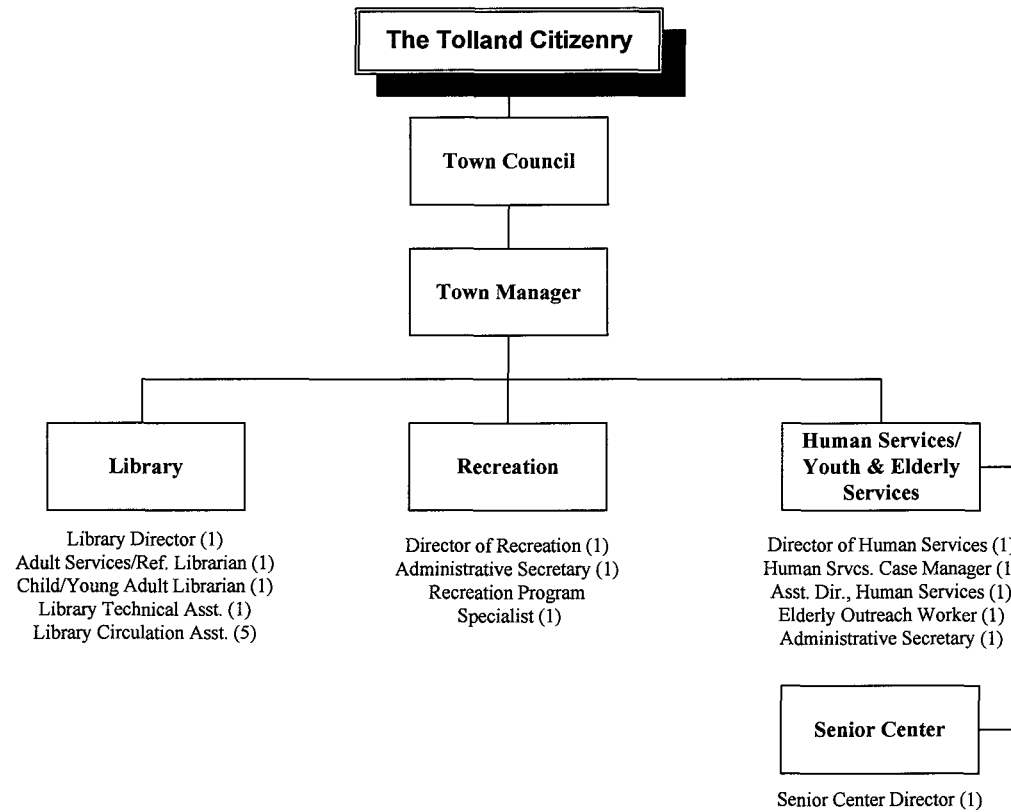 The Tolland Citizenry
Town Council
Town Manager
Library
Library Director (1)
Adult Services/Ref. Librarian (1)
Child/Young Adult Librarian (1)
Library Technical Asst. (1)
Library Circulation Asst. (5)
Recreation
Director of Recreation (1)
Administrative Secretary (1)
Recreation Program
Specialist (1)
Human Services/
Youth & Elderly
Services
Director of Human Services (1)
Human Srvcs. Case Manager (1
Asst. Dir., Human Services (1)
Elderly Outreach Worker (1)
Administrative Secretary (1)
Senior Center
Senior Center Director (1)